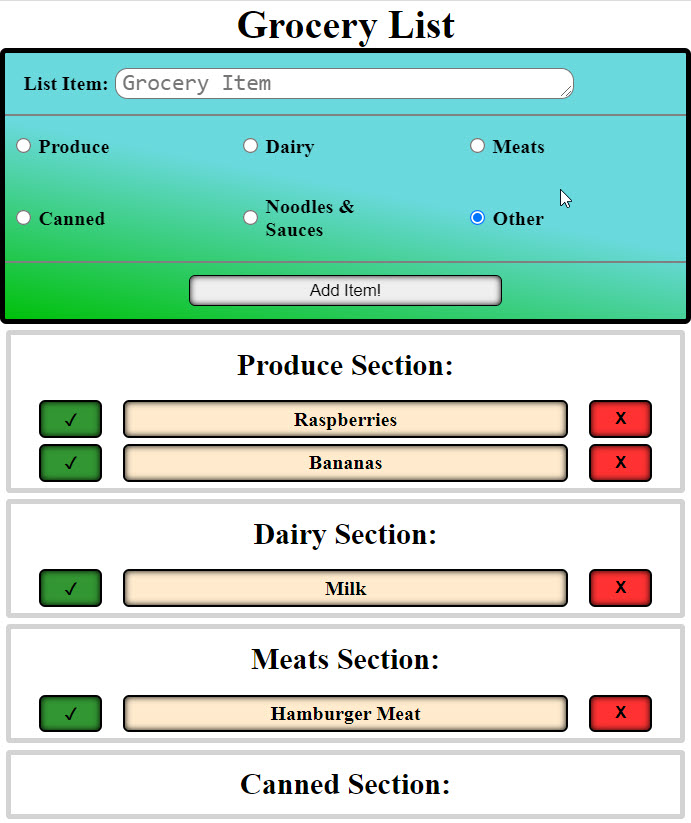 Grocery List
List Item: Grocery Item
Produce Dairy Meats
Canned Noodles & Sauces Other
Add Item!
Produce Section:
✓ Raspberries X
✓ Bananas X
Dairy Section:
✓ Milk X
Meats Section:
✓ Hamburger Meat X
Canned Section: